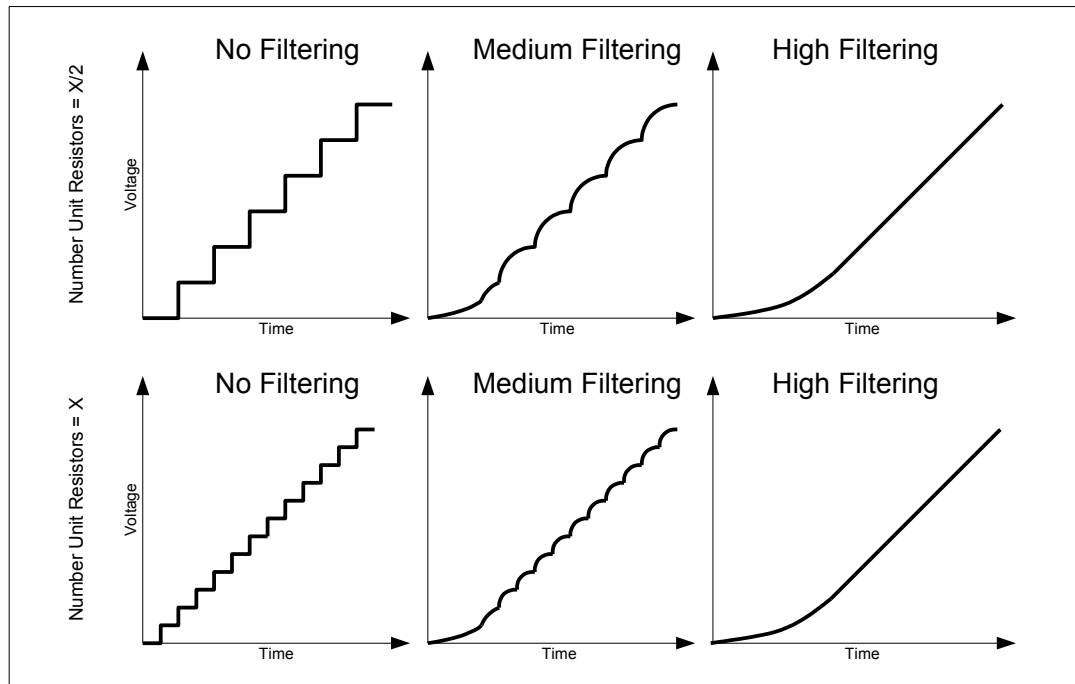 No Filtering
Medium Filtering
High Filtering
Number Unit Resistors = X/2
Voltage
Time
Time
Time
No Filtering
Medium Filtering
High Filtering
Number Unit Resistors = X
Voltage
Time
Time
Time